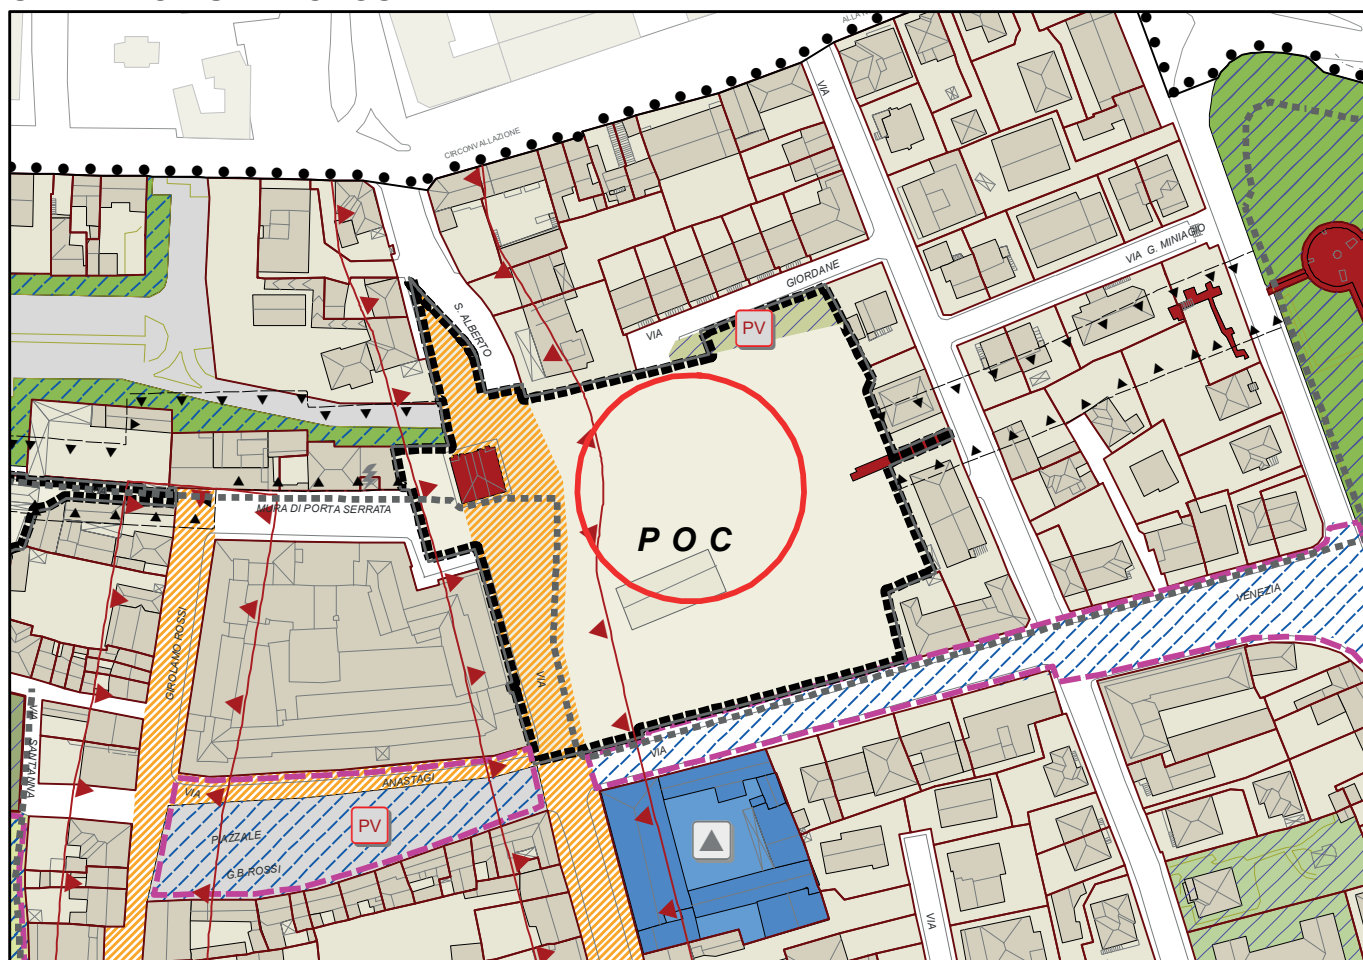 ALLA
CIRCONVALLAZIONE
VIA
VIA G. MINIAGIO
GIORDANE
VIA
S. ALBERTO
PV
MURA DI PORTA SERRATA
P O C
VENEZIA
GIROLAMO ROSSI
VIA
VIA
SANT'ANNA
VIA
VIA
ANASTAGI
PV
PIAZZALE
G.B. ROSSI
VIA